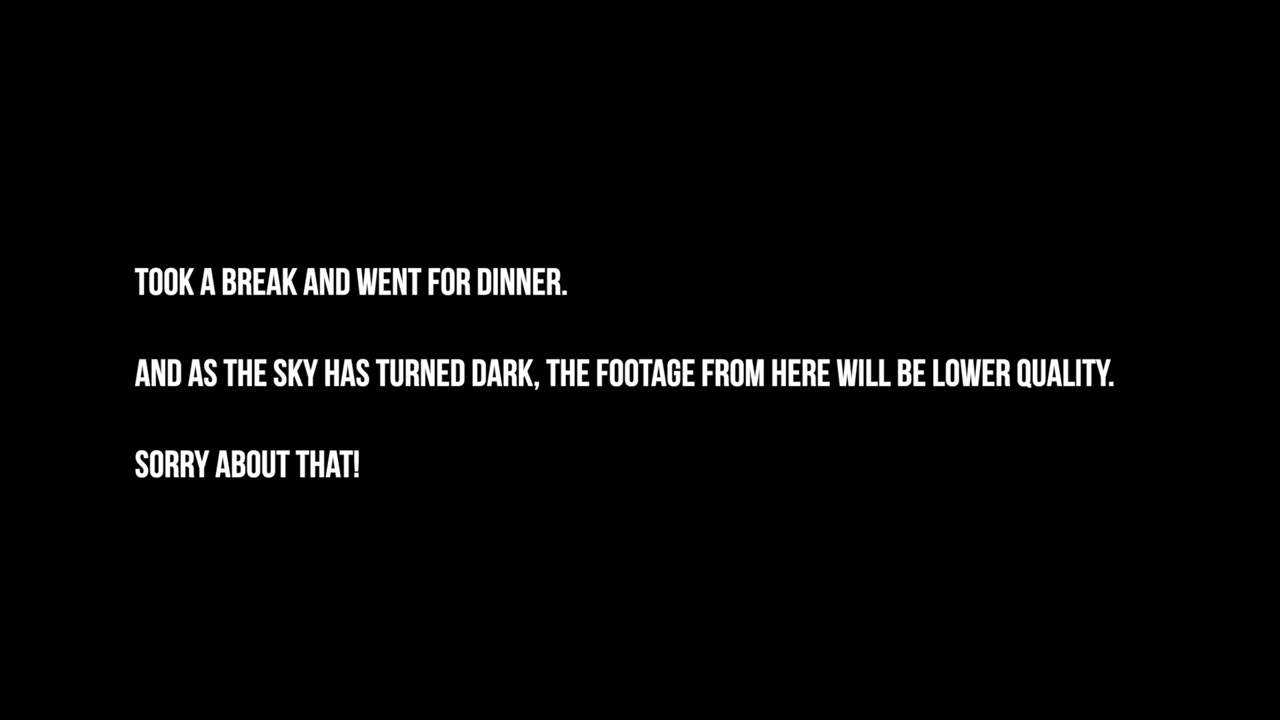 TOOK A BREAK AND WENT FOR DINNER.
AND AS THE SKY HAS TURNED DARK, THE FOOTAGE FROM HERE WILL BE LOWER QUALITY.
SORRY ABOUT THAT!